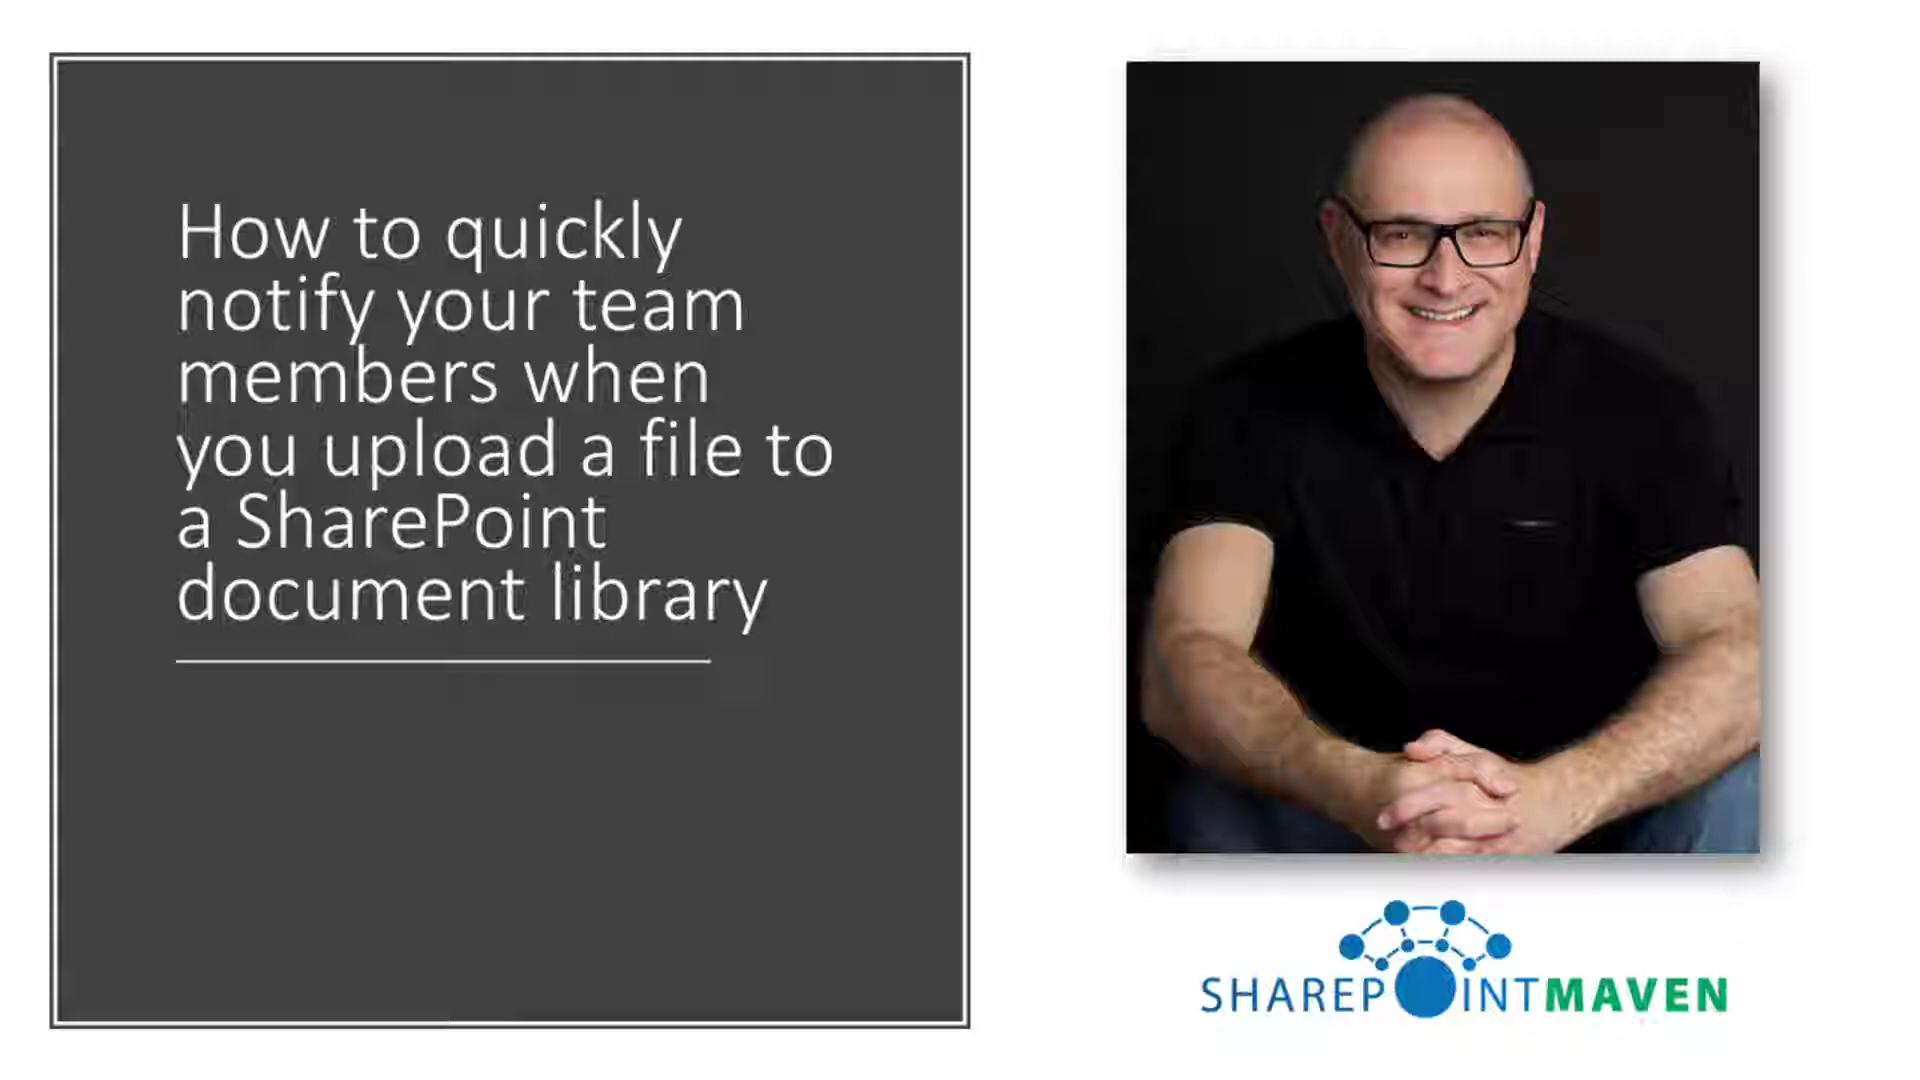 How to quickly
notify your team
members when
you upload a file to
a SharePoint
document library
SHAREPOINTMAVEN